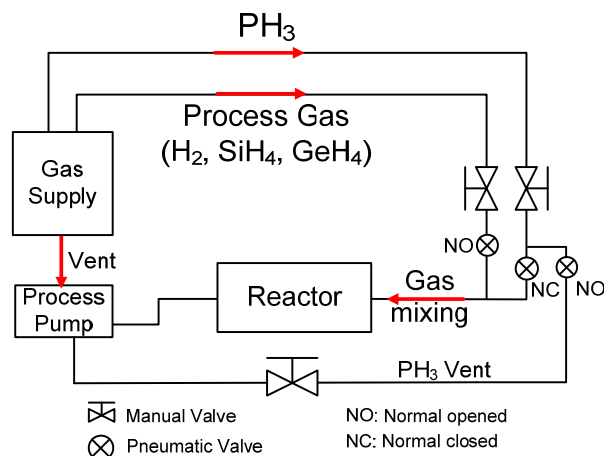 PH3
Process Gas
(H2, SiH4, GeH4)
Gas
Supply
Vent
NO
NC
NO
Process
Pump
Reactor
Gas
mixing
PH3 Vent
Manual Valve
NO: Normal opened
Pneumatic Valve
NC: Normal closed